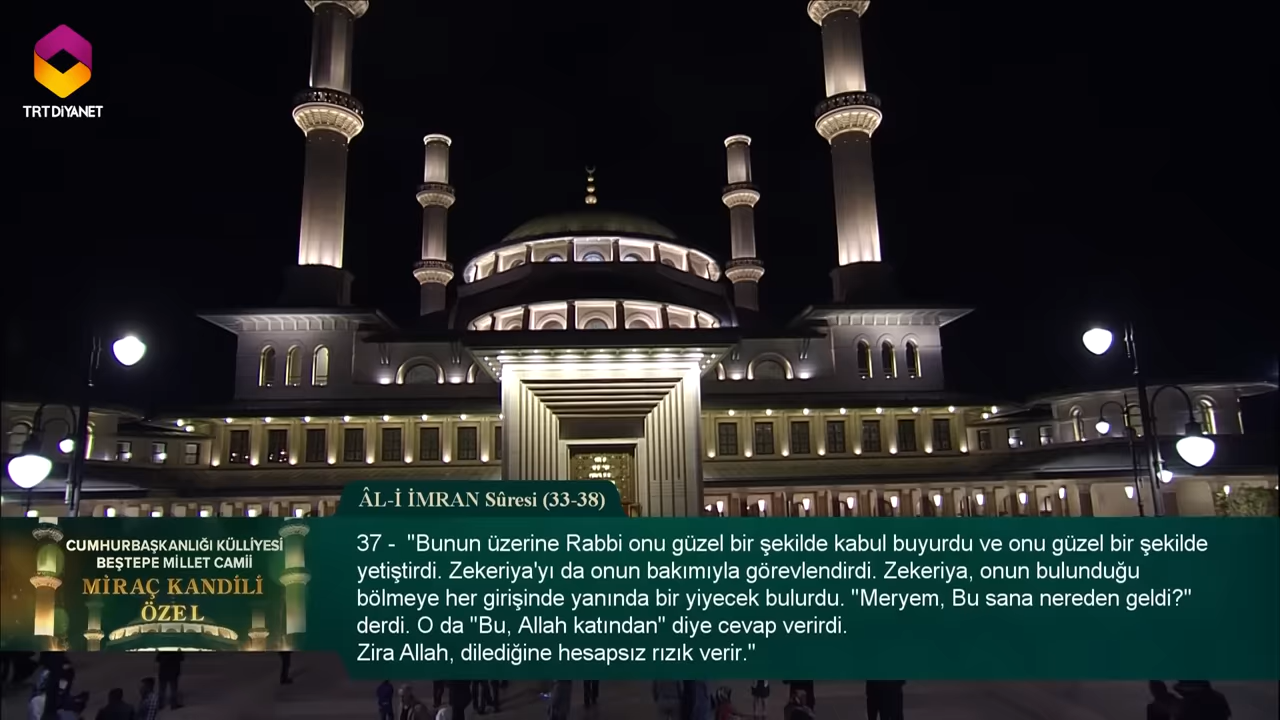 TRT DİYANET
ÂL-İ İMRAN Sûresi (33-38)
CUMHURBAŞKANLIĞI KÜLLİYESİ
BEŞTEPE MİLLET CAMİİ
MİRAÇ KANDİLİ
ÖZEL
37 - "Bunun üzerine Rabbi onu güzel bir şekilde kabul buyurdu ve onu güzel bir şekilde
yetiştirdi. Zekeriya'yı da onun bakımıyla görevlendirdi. Zekeriya, onun bulunduğu
bölmeye her girişinde yanında bir yiyecek bulurdu. "Meryem, Bu sana nereden geldi?"
derdi. O da "Bu, Allah katından" diye cevap verirdi.
Zira Allah, dilediğine hesapsız rızık verir."